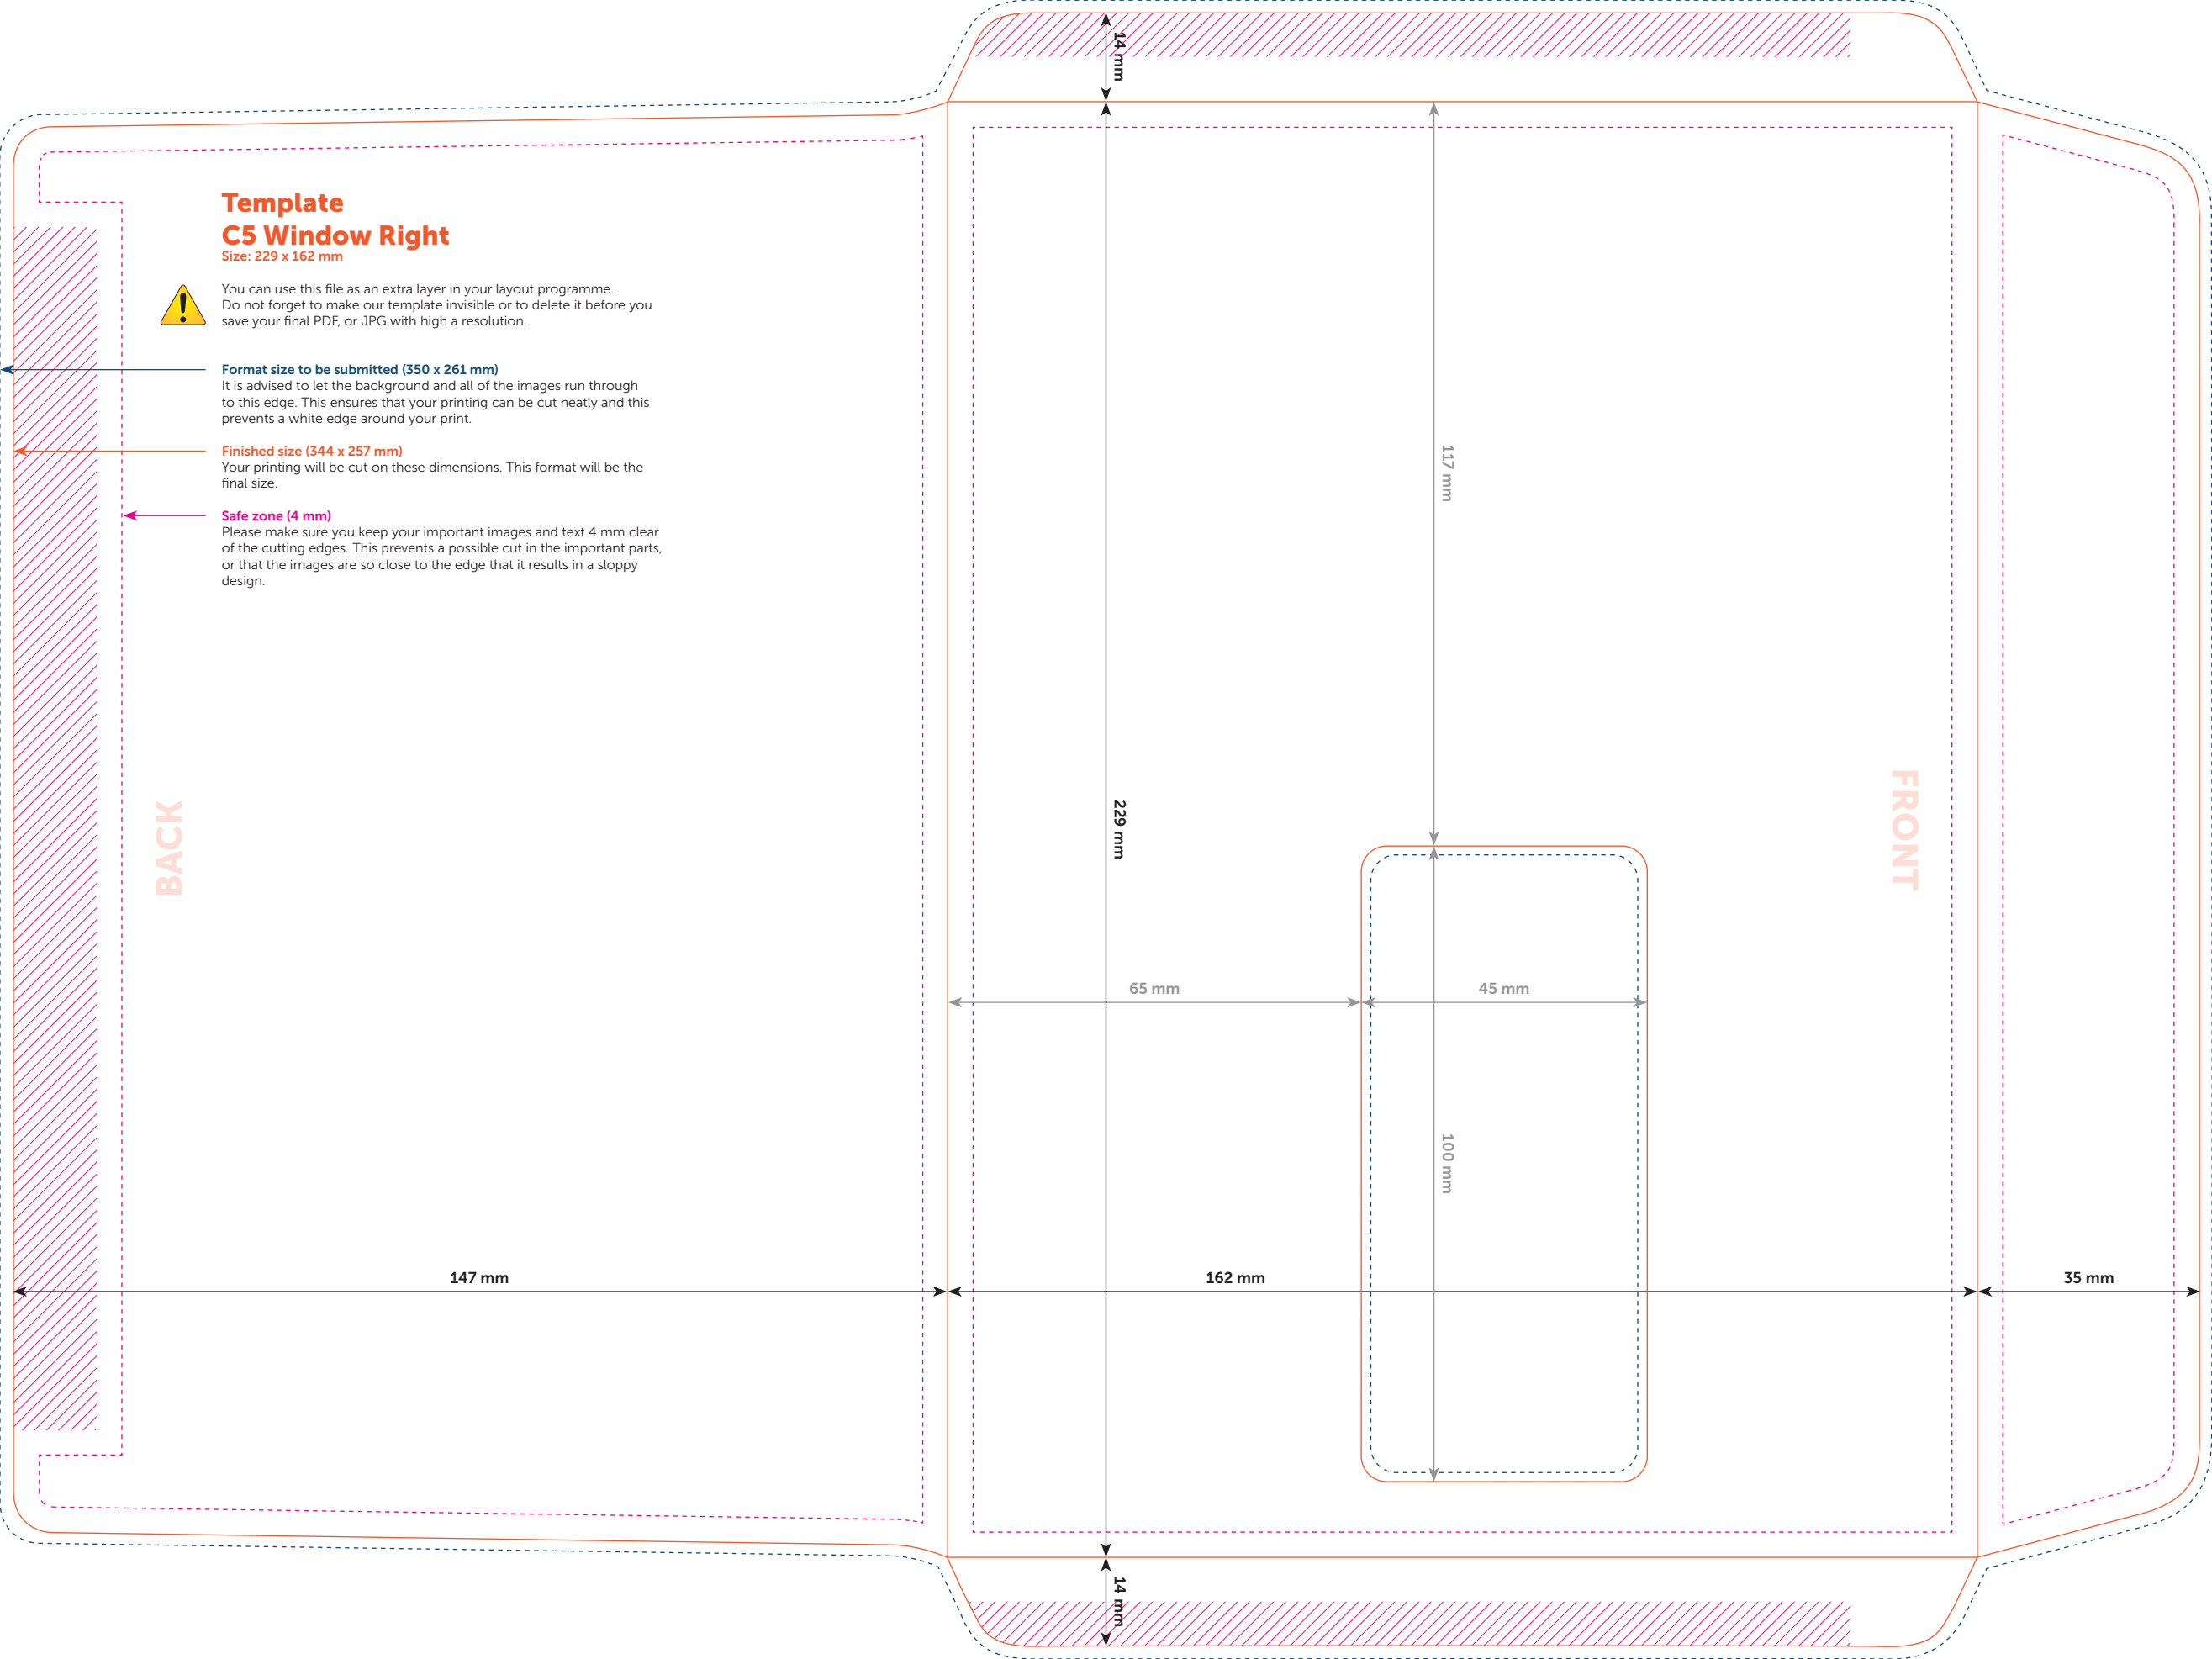 Template
C5 Window Right
Size: 229 x 162 mm
You can use this file as an extra layer in your layout programme.
Do not forget to make our template invisible or to delete it before you
save your final PDF, or JPG with high a resolution.
Format size to be submitted (350 x 261 mm)
It is advised to let the background and all of the images run through
to this edge. This ensures that your printing can be cut neatly and this
prevents a white edge around your print.
Finished size (344 x 257 mm)
Your printing will be cut on these dimensions. This format will be the
final size.
Safe zone (4 mm)
Please make sure you keep your important images and text 4 mm clear
of the cutting edges. This prevents a possible cut in the important parts,
or that the images are so close to the edge that it results in a sloppy
design.
BACK
147 mm
14 mm
229 mm
14 mm
117 mm
65 mm
45 mm
100 mm
162 mm
FRONT
35 mm